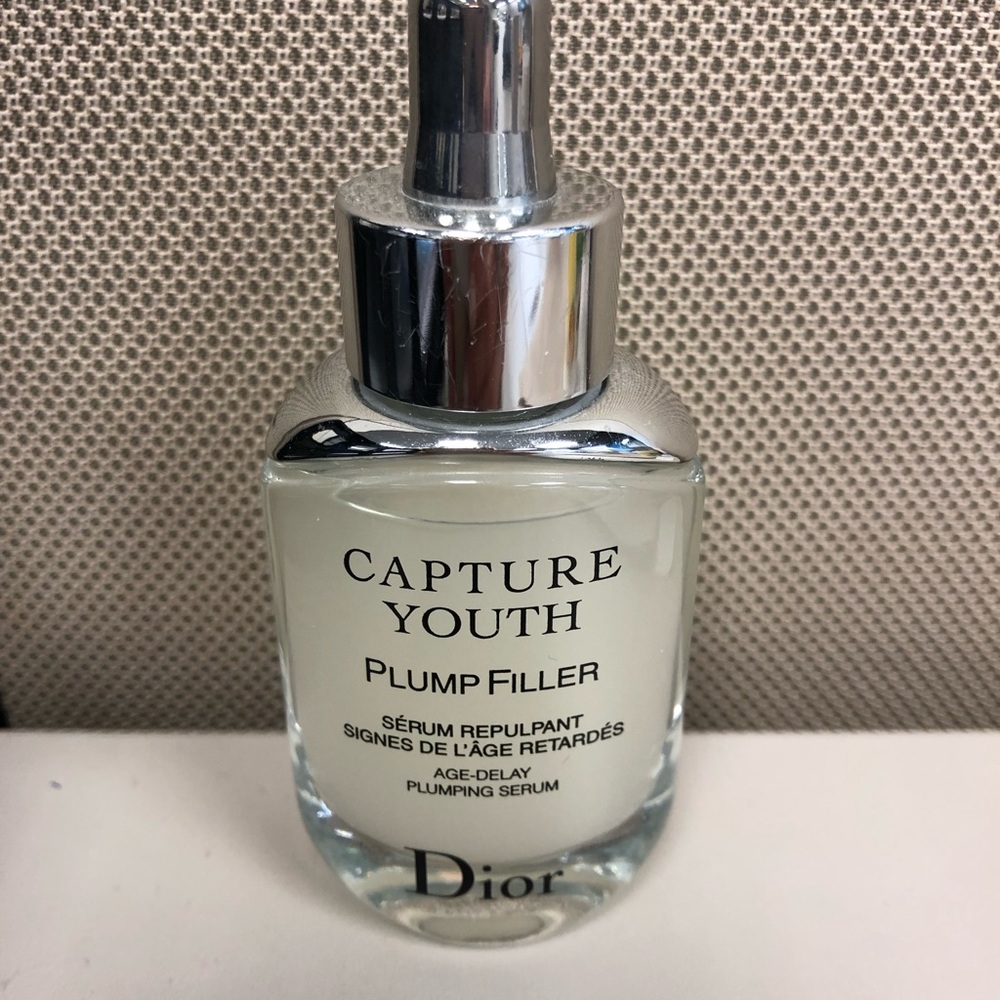 CAPTURE
YOUTH
PLUMP FILLER
SÉRUM REPULPANT
SIGNES DE L'ÂGE RETARDÉS
AGE-DELAY
PLUMPING SERUM
Dior